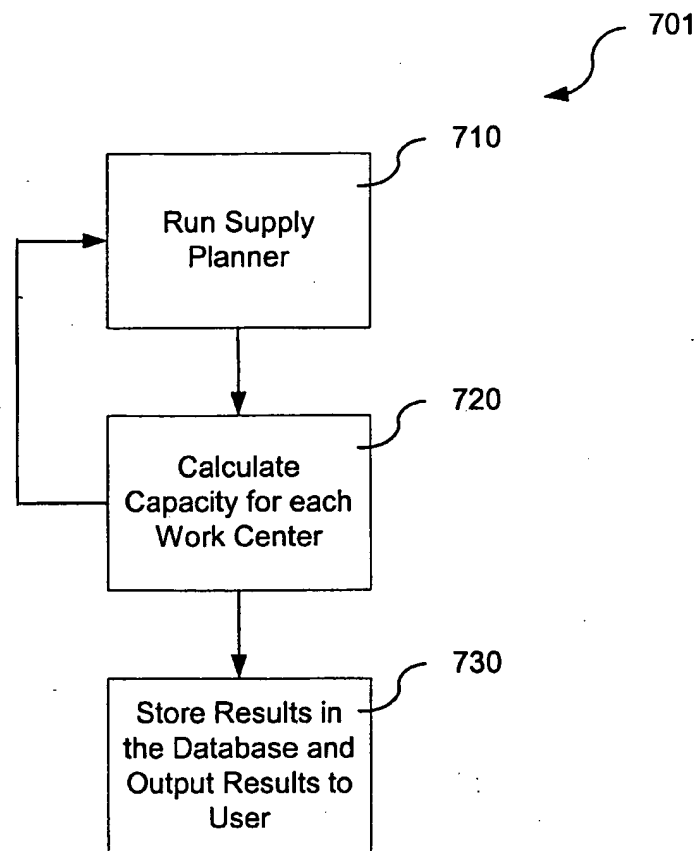 701
710
Run Supply
Planner
720
Calculate
Capacity for each
Work Center
730
Store Results in
the Database and
Output Results to
User